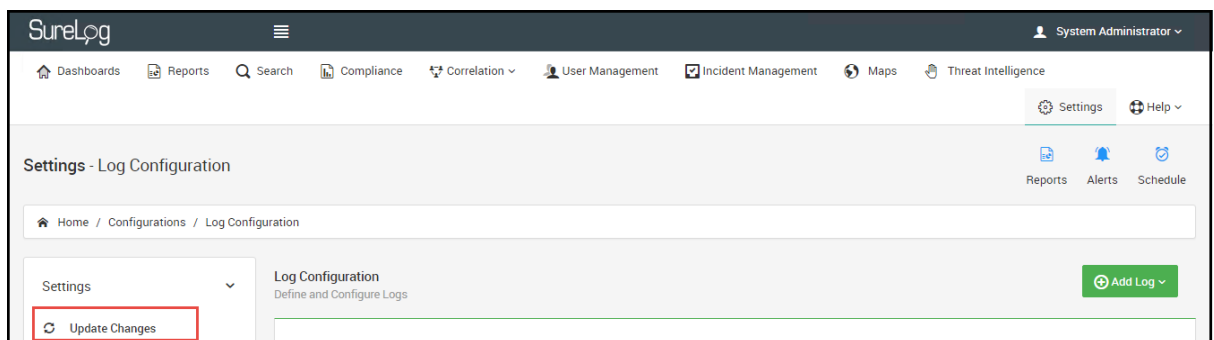 SureLog
System Administrator
Dashboards Reports Search Compliance Correlation User Management Incident Management Maps Threat Intelligence
Settings Help
Settings - Log Configuration
Reports Alerts Schedule
Home / Configurations / Log Configuration
Settings
Log Configuration
Define and Configure Logs
Add Log
Update Changes